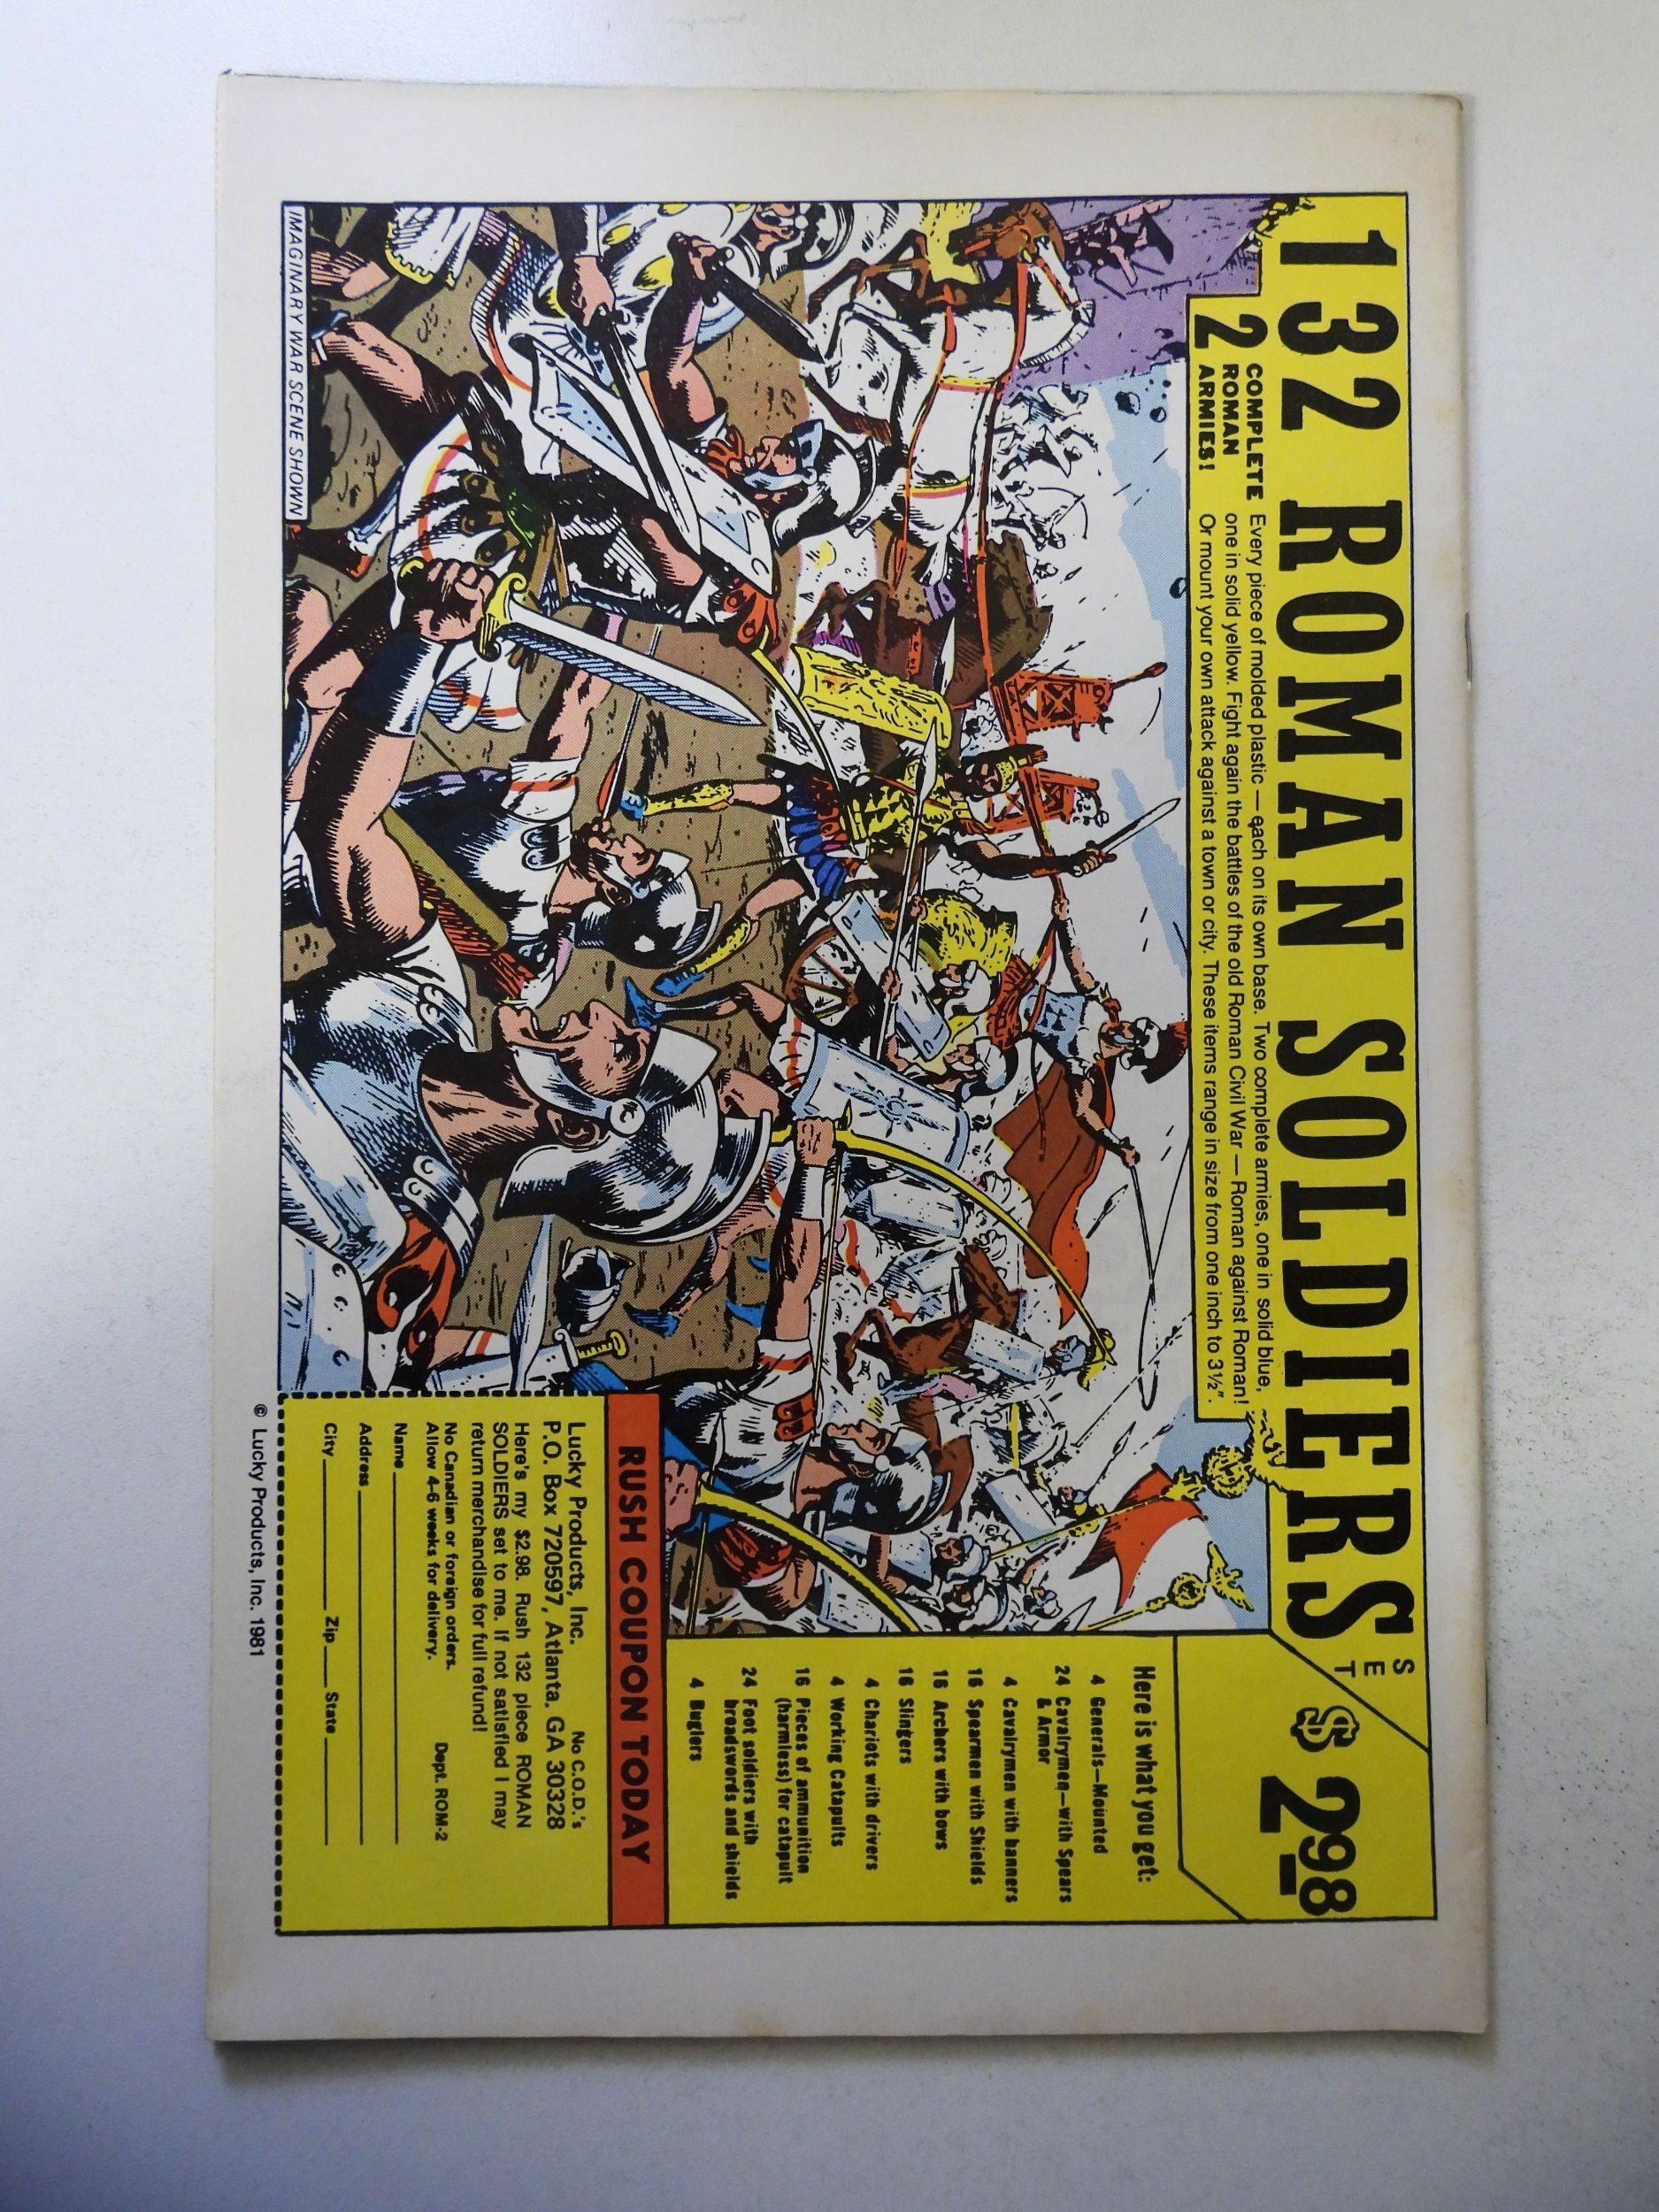 132 ROMAN SOLDIERS SET $2.98
2 COMPLETE ROMAN ARMIES!
Every piece of molded plastic — each on its own base. Two complete armies, one in solid blue,
one in solid yellow. Fight again the battles of the old Roman Civil War — Roman against Roman!
Or mount your own attack against a town or city. These items range in size from one inch to 3½".
Here is what you get:
4 Generals—Mounted
24 Cavalrymen—with Spears
& Armor
4 Cavalrymen with banners
16 Spearmen with Shields
16 Archers with bows
16 Slingers
4 Chariots with drivers
4 Working Catapults
16 Pieces of ammunition
(harmless) for catapult
24 Foot soldiers with
broadswords and shields
4 Buglers
IMAGINARY WAR SCENE SHOWN
RUSH COUPON TODAY
Lucky Products, Inc. No C.O.D.'s
P.O. Box 720597, Atlanta, GA 30328
Here's my $2.98. Rush 132 piece ROMAN
SOLDIERS set to me. If not satisfied I may
return merchandise for full refund!
No Canadian or foreign orders.
Allow 4-6 weeks for delivery. Dept. ROM-2
Name
Address
City Zip State
© Lucky Products, Inc. 1981